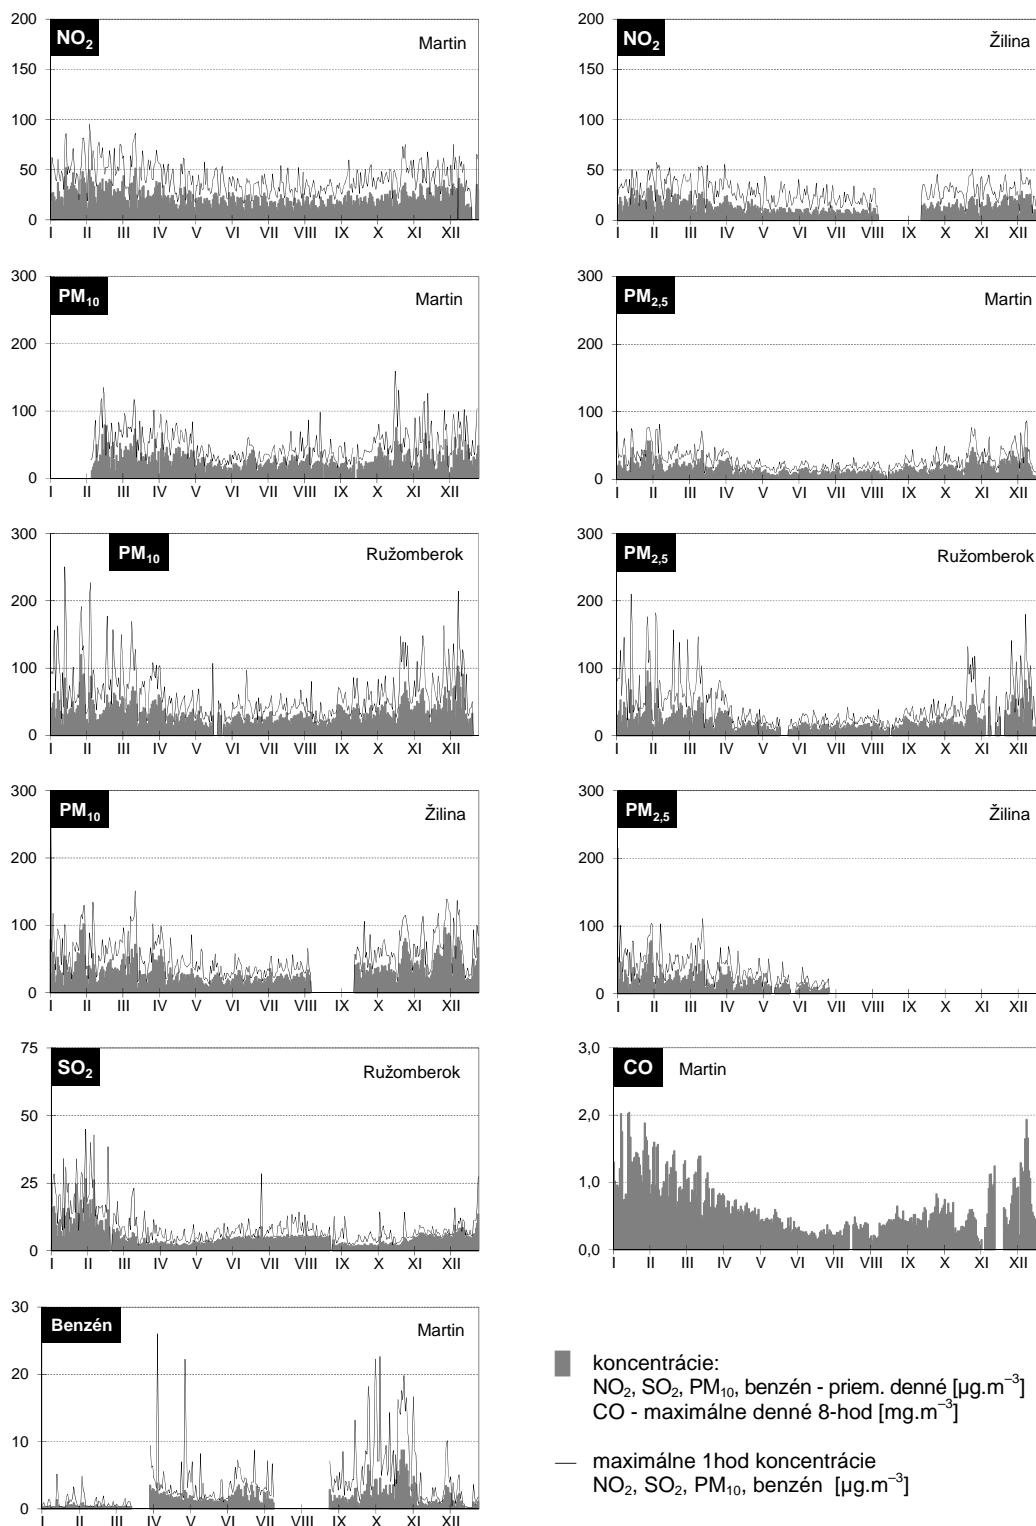 NO₂ Martin
200
150
100
50
0
I II III IV V VI VII VIII IX X XI XII
NO₂ Žilina
200
150
100
50
0
I II III IV V VI VII VIII IX X XI XII
PM₁₀ Martin
300
200
100
0
I II III IV V VI VII VIII IX X XI XII
PM₂,₅ Martin
300
200
100
0
I II III IV V VI VII VIII IX X XI XII
PM₁₀ Ružomberok
300
200
100
0
I II III IV V VI VII VIII IX X XI XII
PM₂,₅ Ružomberok
300
200
100
0
I II III IV V VI VII VIII IX X XI XII
PM₁₀ Žilina
300
200
100
0
I II III IV V VI VII VIII IX X XI XII
PM₂,₅ Žilina
300
200
100
0
I II III IV V VI VII VIII IX X XI XII
SO₂ Ružomberok
75
50
25
0
I II III IV V VI VII VIII IX X XI XII
CO Martin
3,0
2,0
1,0
0,0
I II III IV V VI VII VIII IX X XI XII
Benzén Martin
30
20
10
0
I II III IV V VI VII VIII IX X XI XII
koncentrácie:
NO₂, SO₂, PM₁₀, benzén - priem. denné [µg.m⁻³]
CO - maximálne denné 8-hod [mg.m⁻³]
maximálne 1hod koncentrácie
NO₂, SO₂, PM₁₀, benzén [µg.m⁻³]